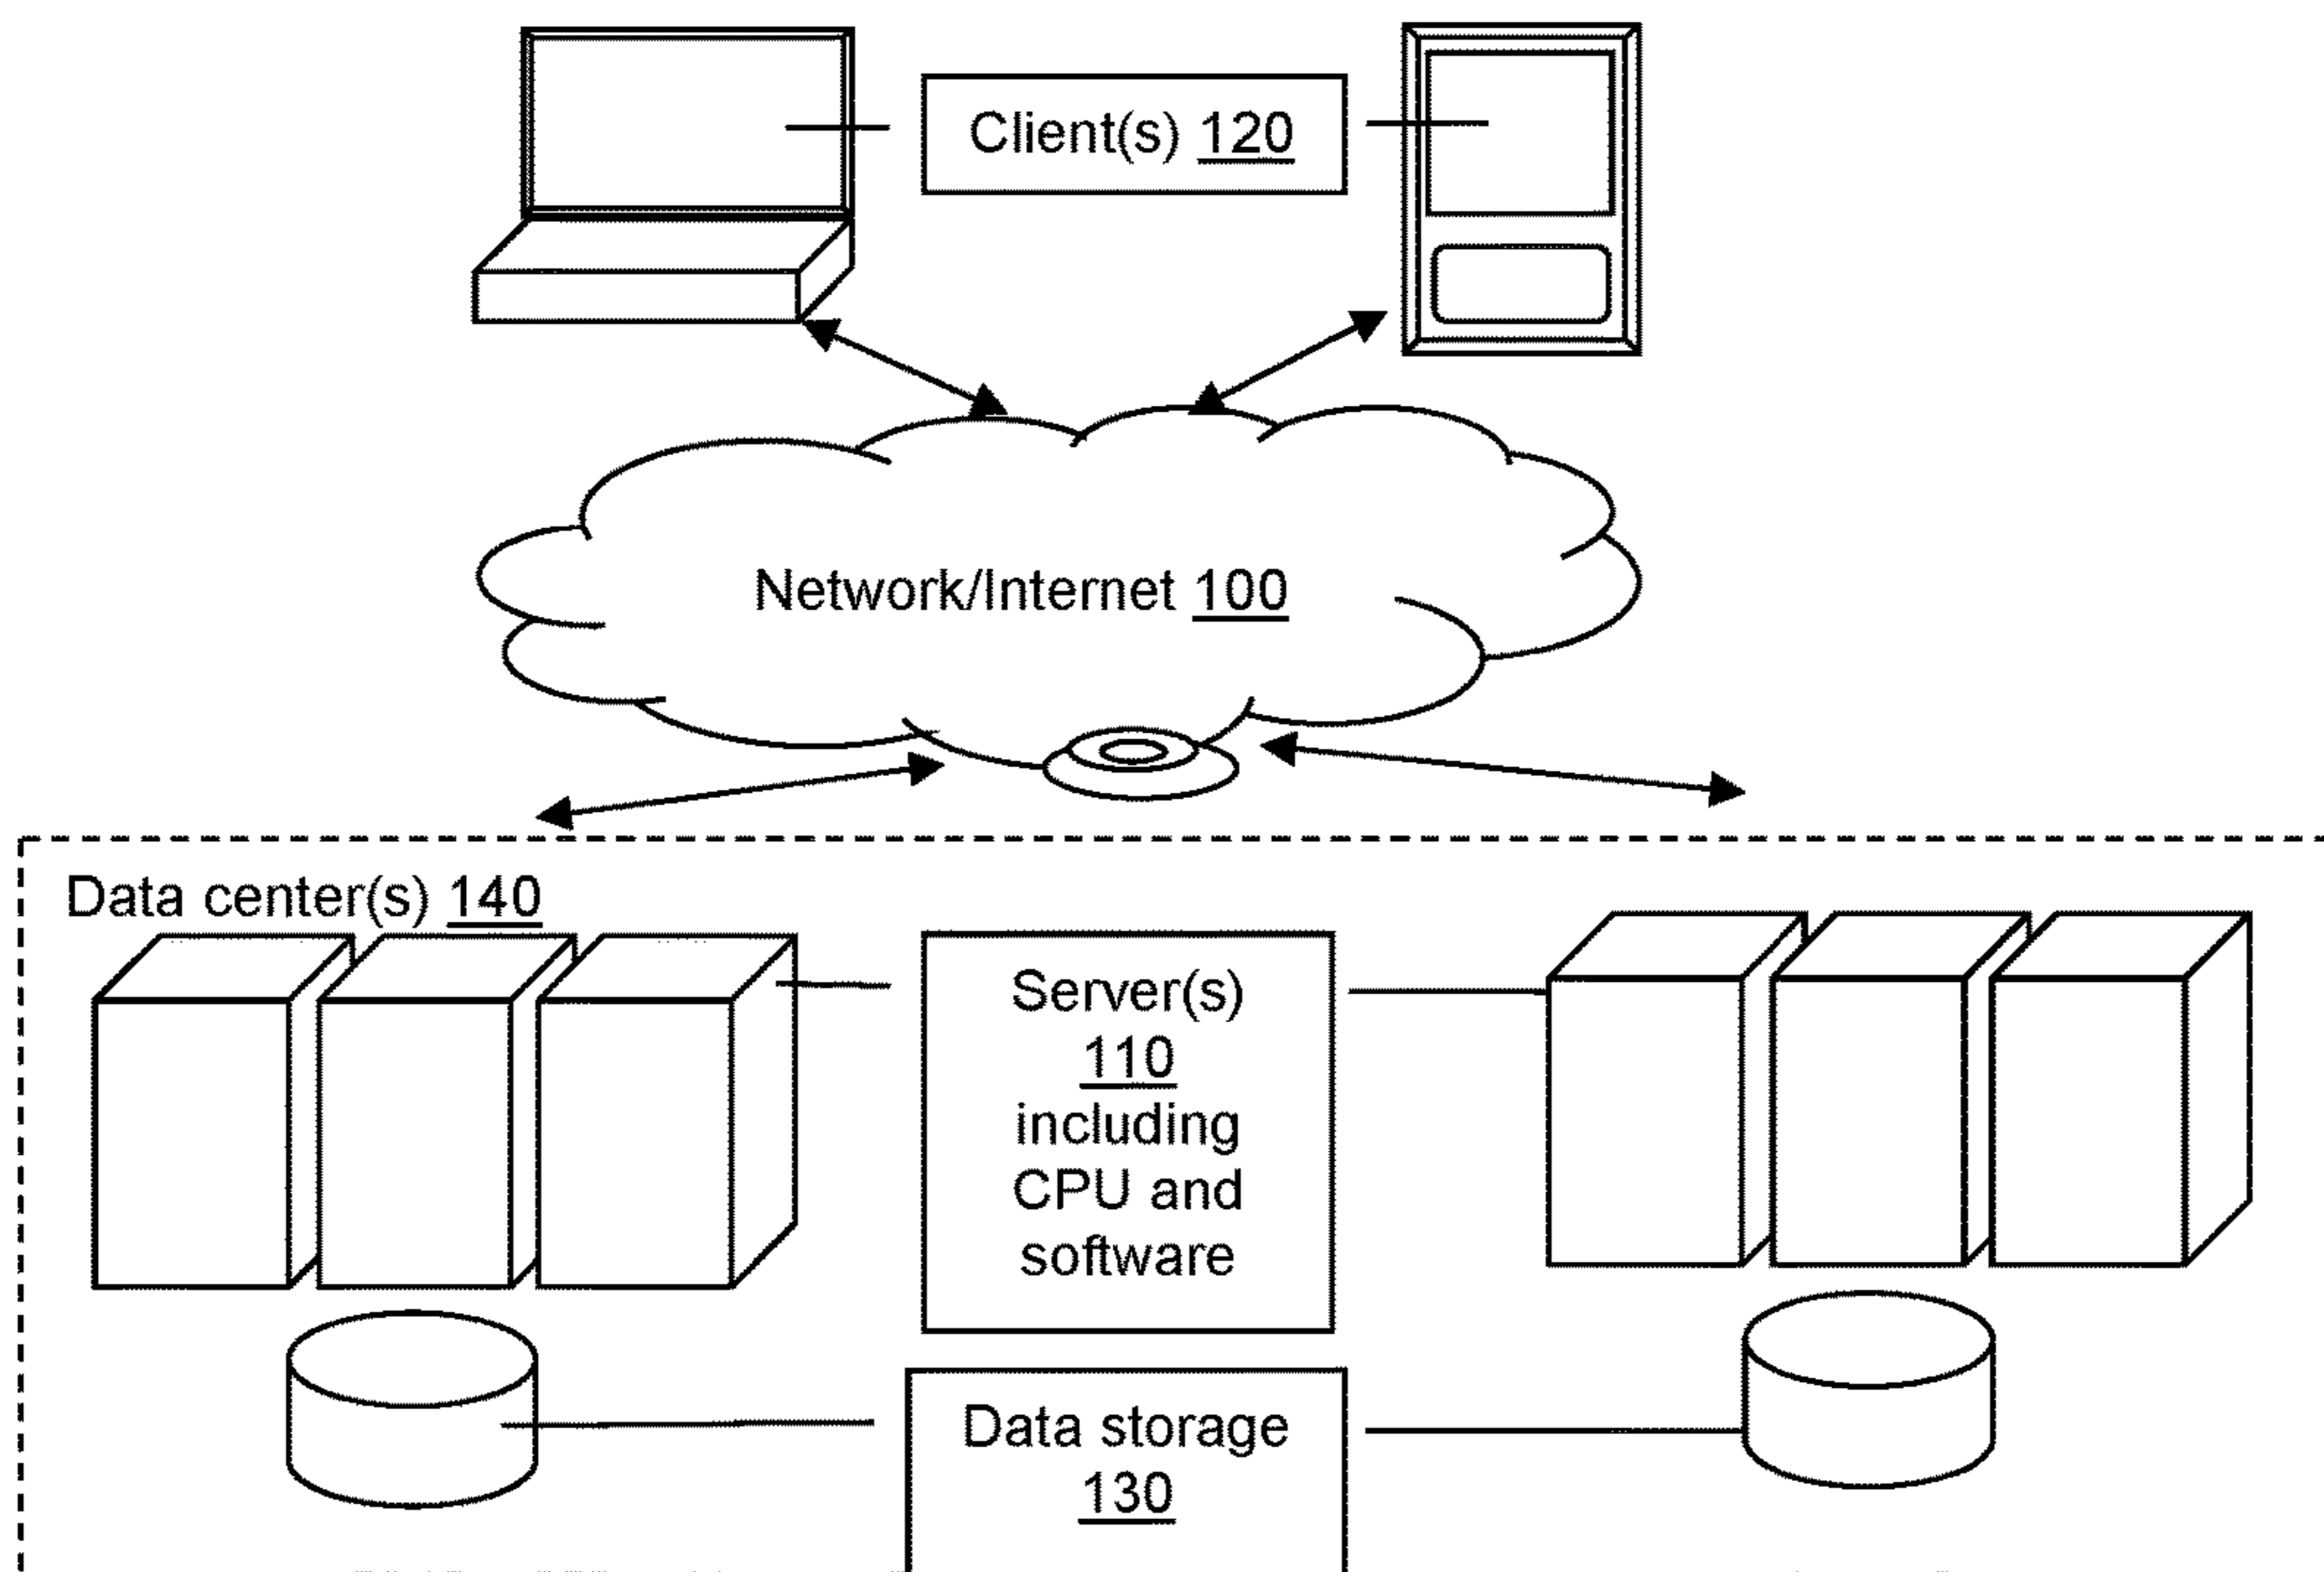 Client(s) 120
Network/Internet 100
Data center(s) 140
Server(s)
110
including
CPU and
software
Data storage
130